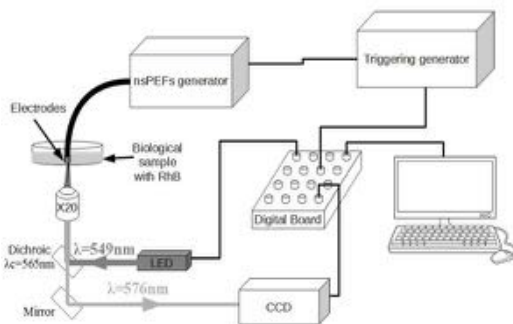 nsPEFs generator
Triggering generator
Electrodes
Biological
sample
with RhB
X20
Digital Board
Dichroic
λc=565nm
λ=549nm
LED
λ=576nm
Mirror
CCD